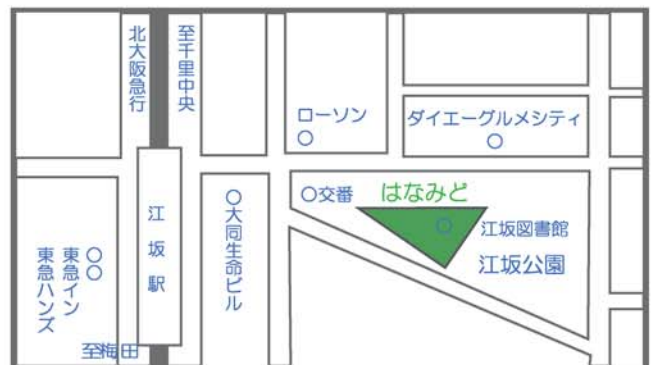 北大阪急行
至千里中央
ローソン
ダイエーグルメシティ
交番
はなみど
江坂図書館
江坂公園
江坂駅
大同生命ビル
東急イン
東急ハンズ
至梅田